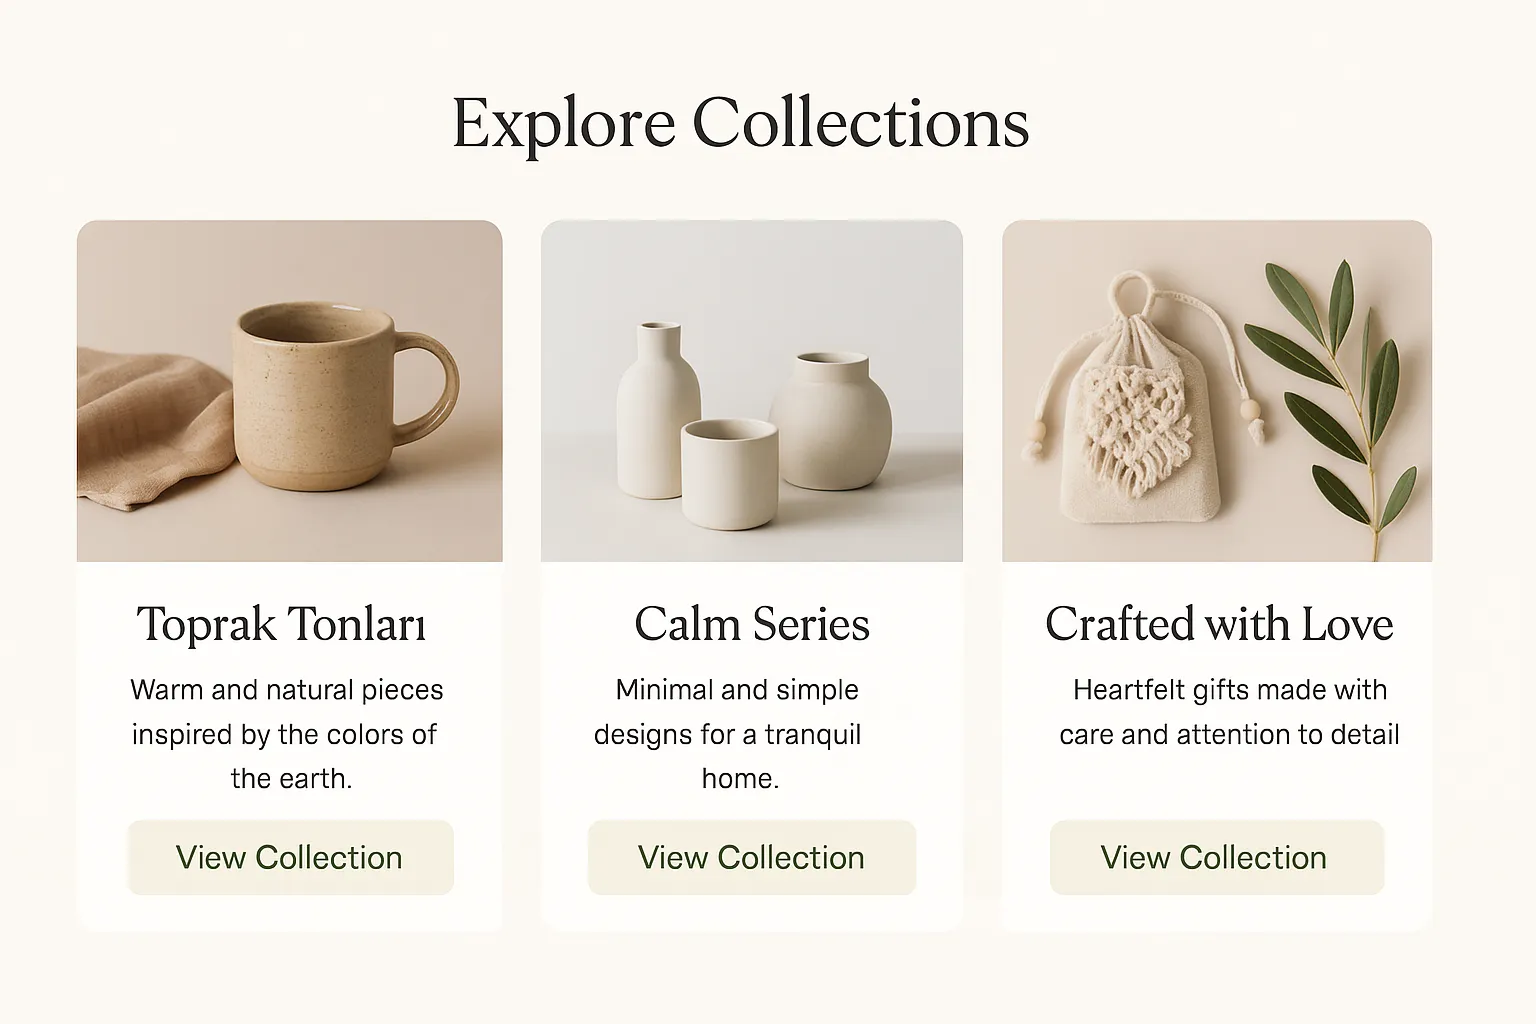 Explore Collections
Toprak Tonları
Warm and natural pieces
inspired by the colors of
the earth.
View Collection
Calm Series
Minimal and simple
designs for a tranquil
home.
View Collection
Crafted with Love
Heartfelt gifts made with
care and attention to detail
View Collection